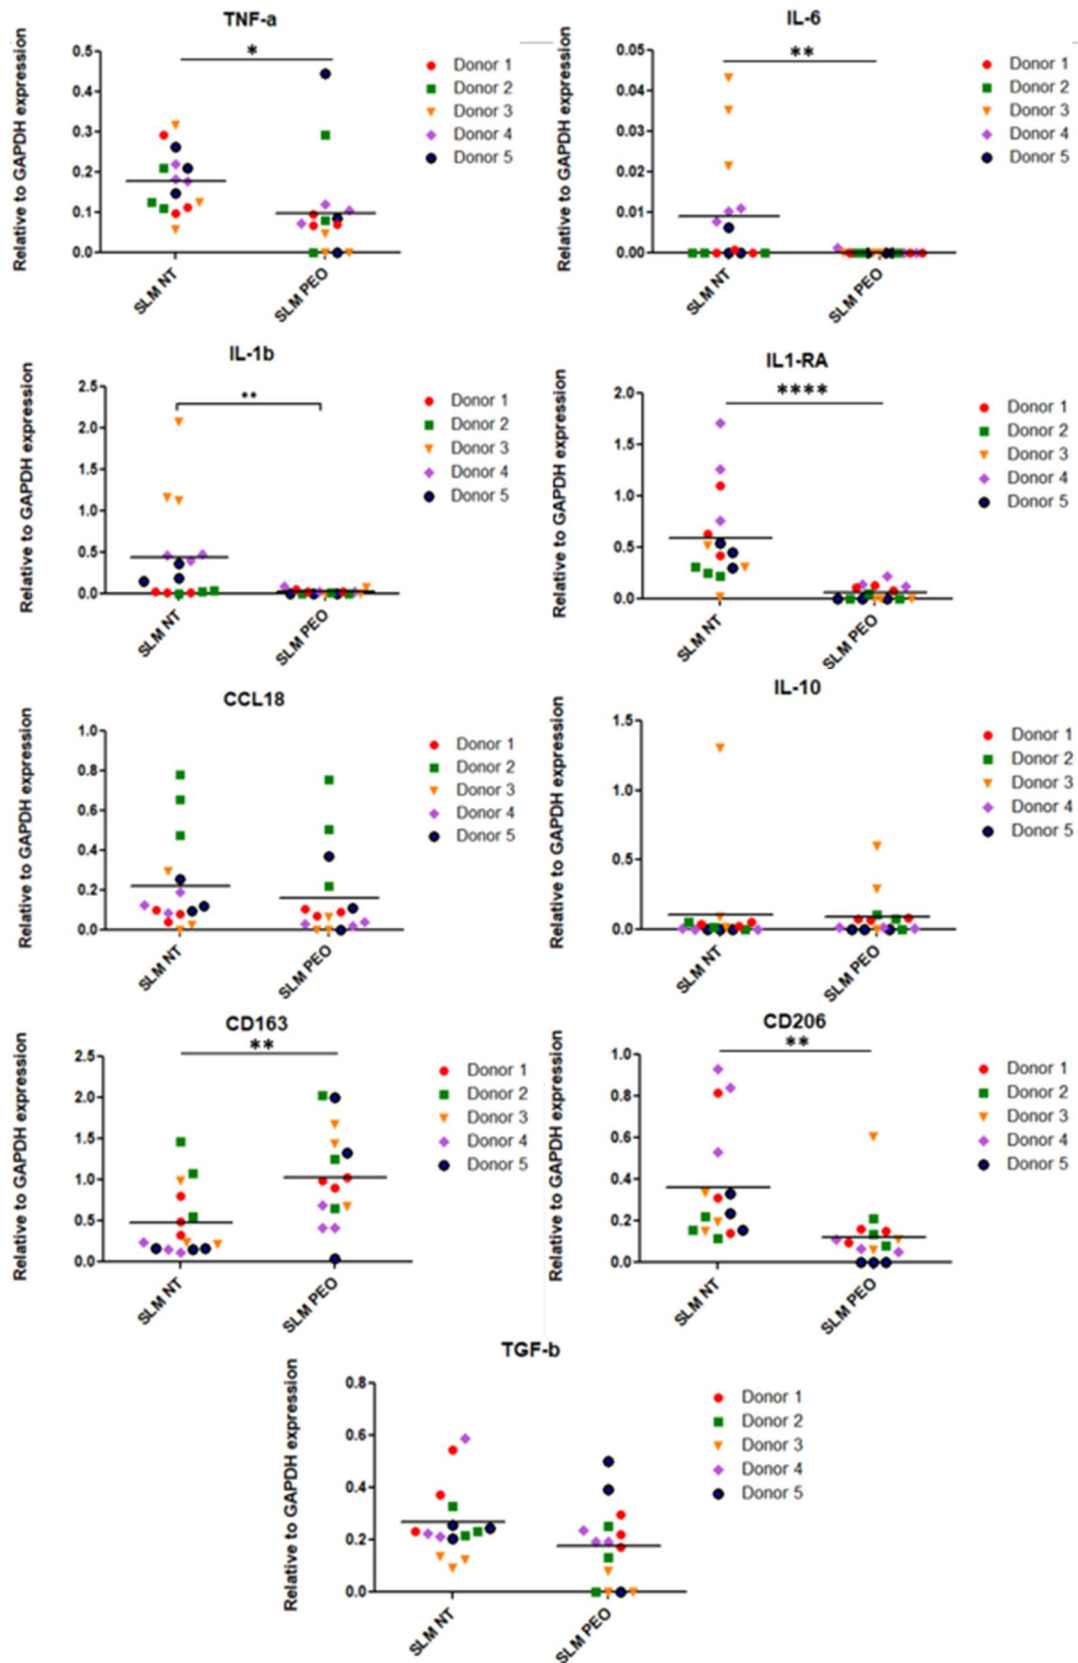 TNF-a
*
Relative to GAPDH expression
0.5
0.4
0.3
0.2
0.1
0.0
SLM NT
SLM PEO
Donor 1
Donor 2
Donor 3
Donor 4
Donor 5
IL-6
**
Relative to GAPDH expression
0.05
0.04
0.03
0.02
0.01
0.00
SLM NT
SLM PEO
Donor 1
Donor 2
Donor 3
Donor 4
Donor 5
IL-1b
**
Relative to GAPDH expression
2.5
2.0
1.5
1.0
0.5
0.0
SLM NT
SLM PEO
Donor 1
Donor 2
Donor 3
Donor 4
Donor 5
IL1-RA
****
Relative to GAPDH expression
2.0
1.5
1.0
0.5
0.0
SLM NT
SLM PEO
Donor 1
Donor 2
Donor 3
Donor 4
Donor 5
CCL18
Relative to GAPDH expression
1.0
0.8
0.6
0.4
0.2
0.0
SLM NT
SLM PEO
Donor 1
Donor 2
Donor 3
Donor 4
Donor 5
IL-10
Relative to GAPDH expression
1.5
1.0
0.5
0.0
SLM NT
SLM PEO
Donor 1
Donor 2
Donor 3
Donor 4
Donor 5
CD163
**
Relative to GAPDH expression
2.5
2.0
1.5
1.0
0.5
0.0
SLM NT
SLM PEO
Donor 1
Donor 2
Donor 3
Donor 4
Donor 5
CD206
**
Relative to GAPDH expression
1.0
0.8
0.6
0.4
0.2
0.0
SLM NT
SLM PEO
Donor 1
Donor 2
Donor 3
Donor 4
Donor 5
TGF-b
Relative to GAPDH expression
0.8
0.6
0.4
0.2
0.0
SLM NT
SLM PEO
Donor 1
Donor 2
Donor 3
Donor 4
Donor 5